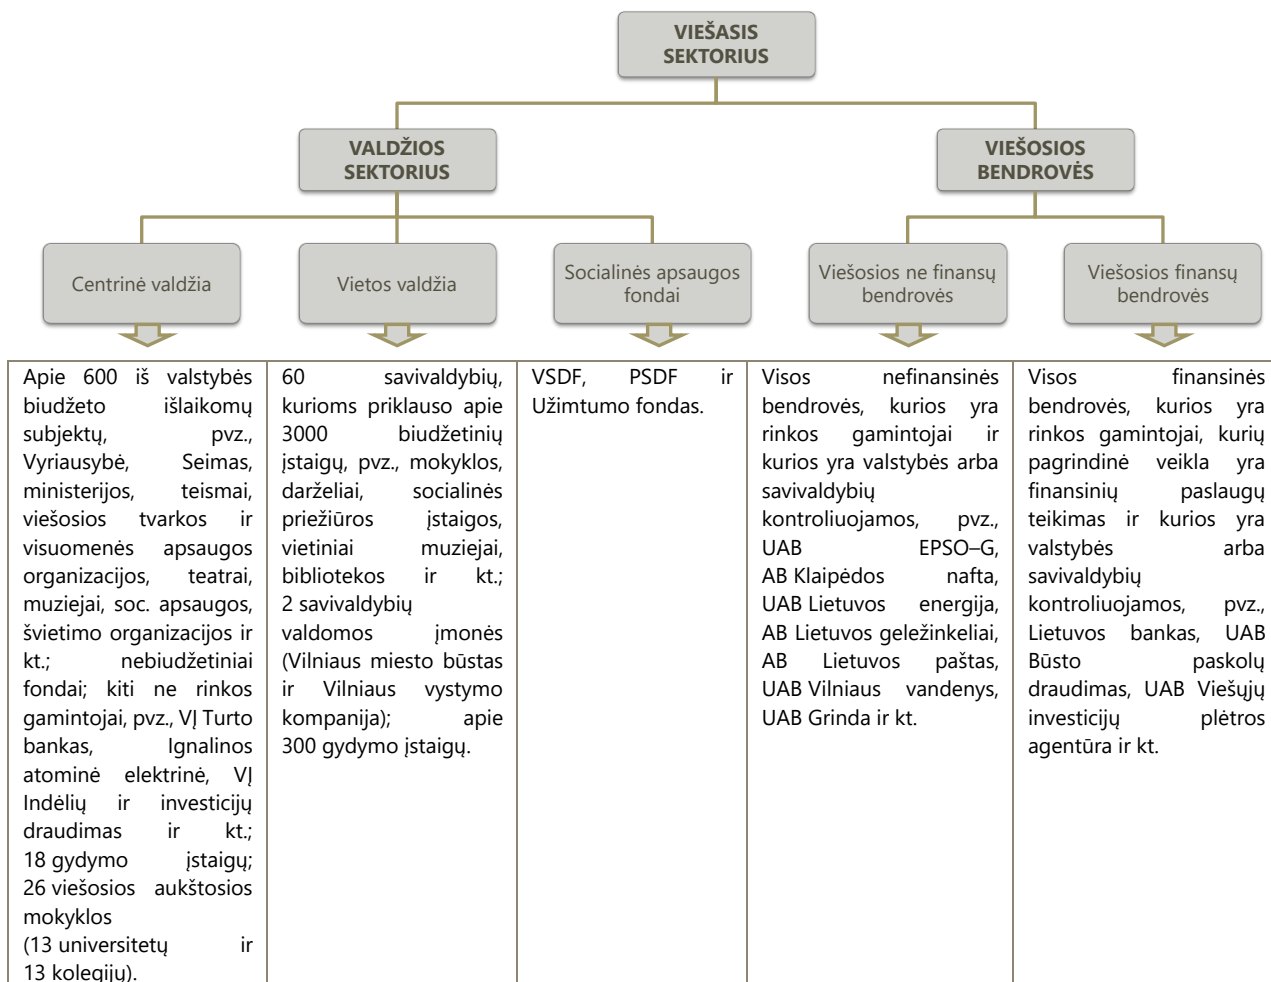 VIEŠASIS
SEKTORIUS
VALDŽIOS
SEKTORIUS
VIEŠOSIOS
BENDROVĖS
Centrinė valdžia
Vietos valdžia
Socialinės apsaugos
fondai
Viešosios ne finansų
bendrovės
Viešosios finansų
bendrovės
Apie 600 iš valstybės
biudžeto išlaikomų
subjektų, pvz.,
Vyriausybė, Seimas,
ministerijos, teismai,
viešosios tvarkos ir
visuomenės apsaugos
organizacijos, teatrai,
muziejai, soc. apsaugos,
švietimo organizacijos ir
kt.; nebiudžetiniai
fondai; kiti ne rinkos
gamintojai, pvz., VĮ Turto
bankas, Ignalinos
atominė elektrinė, VĮ
Indėlių ir investicijų
draudimas ir kt.;
18 gydymo įstaigų;
26 viešosios aukštosios
mokyklos
(13 universitetų ir
13 kolegijų).
60 savivaldybių,
kurioms priklauso apie
3000 biudžetinių
įstaigų, pvz., mokyklos,
darželiai, socialinės
priežiūros įstaigos,
vietiniai muziejai,
bibliotekos ir kt.;
2 savivaldybių
valdomos įmonės
(Vilniaus miesto būstas
ir Vilniaus vystymo
kompanija); apie
300 gydymo įstaigų.
VSDF, PSDF ir
Užimtumo fondas.
Visos nefinansinės
bendrovės, kurios yra
rinkos gamintojai ir
kurios yra valstybės arba
savivaldybių
kontroliuojamos, pvz.,
UAB EPSO–G,
AB Klaipėdos nafta,
UAB Lietuvos energija,
AB Lietuvos geležinkeliai,
AB Lietuvos paštas,
UAB Vilniaus vandenys,
UAB Grinda ir kt.
Visos finansinės
bendrovės, kurios yra
rinkos gamintojai, kurių
pagrindinė veikla yra
finansinių paslaugų
teikimas ir kurios yra
valstybės arba
savivaldybių
kontroliuojamos, pvz.,
Lietuvos bankas, UAB
Būsto paskolų
draudimas, UAB Viešųjų
investicijų plėtros
agentūra ir kt.